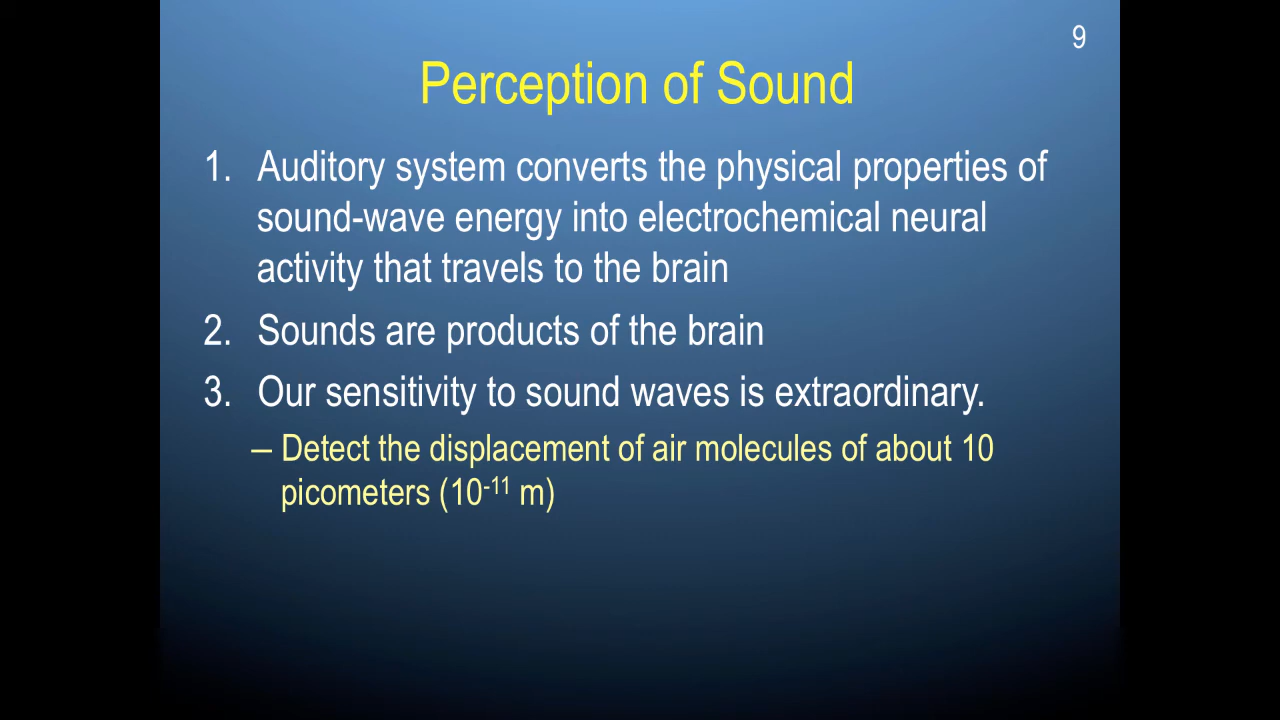 9
Perception of Sound
1. Auditory system converts the physical properties of
sound-wave energy into electrochemical neural
activity that travels to the brain
2. Sounds are products of the brain
3. Our sensitivity to sound waves is extraordinary.
– Detect the displacement of air molecules of about 10
picometers (10⁻¹¹ m)